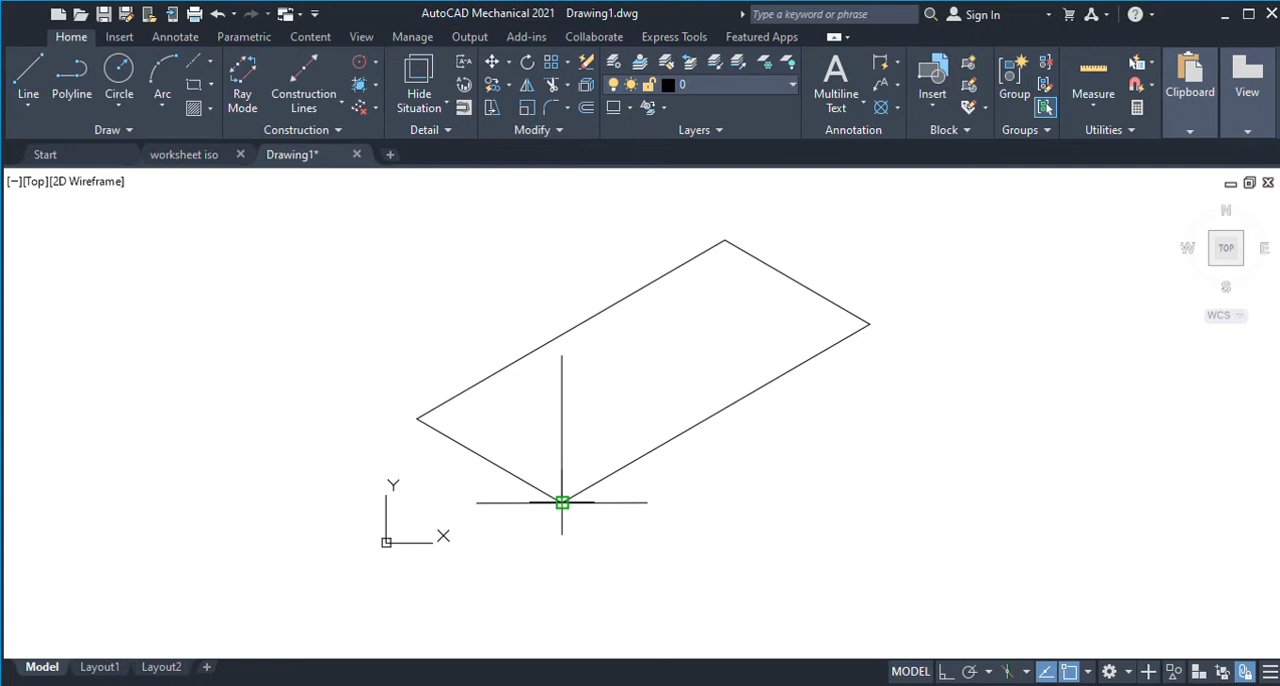 AutoCAD Mechanical 2021 Drawing1.dwg
Type a keyword or phrase
Sign In
Home Insert Annotate Parametric Content View Manage Output Add-ins Collaborate Express Tools Featured Apps
Line Polyline Circle Arc
Ray Mode
Construction Lines
Hide Situation
0
Multiline Text
Insert
Group
Measure
Clipboard
View
Draw Construction Detail Modify Layers Annotation Block Groups Utilities
Start worksheet iso Drawing1*
[−][Top][2D Wireframe]
N
W TOP E
S
WCS
Y
X
Model Layout1 Layout2
MODEL